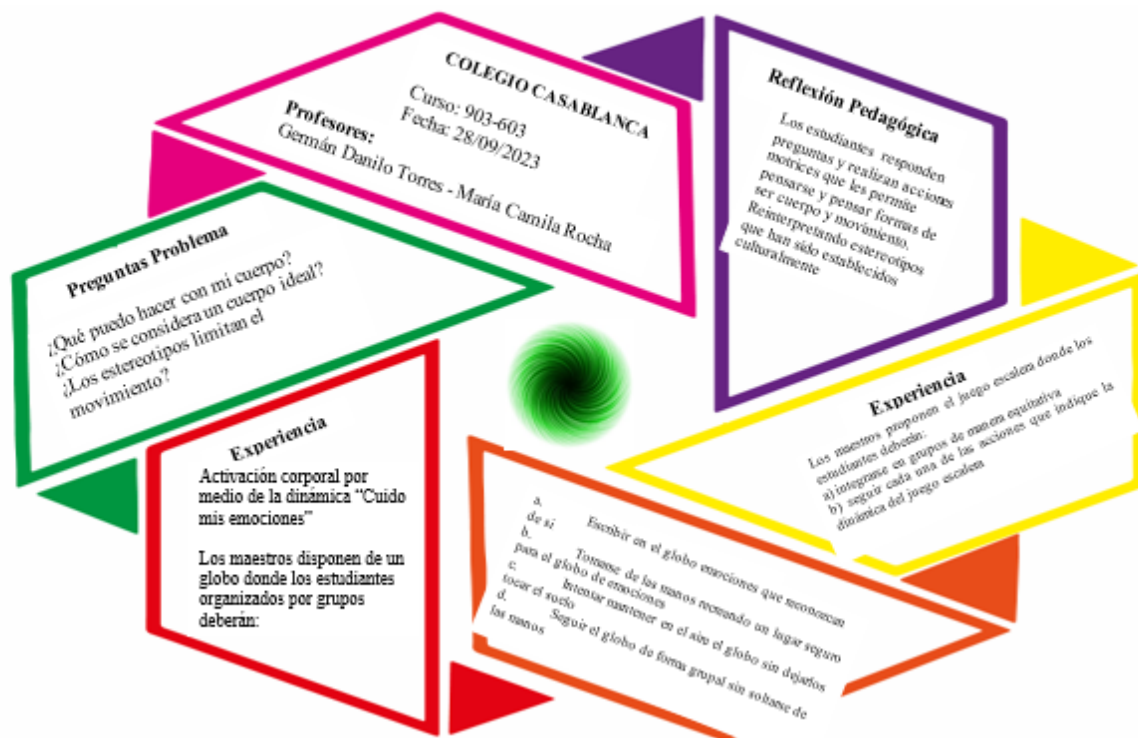 COLEGIO CASABLANCA
Curso: 903-603
Fecha: 28/09/2023
Profesores:
Germán Danilo Torres - María Camila Rocha
Preguntas Problema
¿Qué puedo hacer con mi cuerpo?
¿Cómo se considera un cuerpo ideal?
¿Los estereotipos limitan el
movimiento?
Experiencia
Activación corporal por
medio de la dinámica “Cuido
mis emociones”
Los maestros disponen de un
globo donde los estudiantes
organizados por grupos
deberán:
a. Escribir en el globo emociones que reconozcan
de si
b. Tomarse de las manos recreando un lugar seguro
para el globo de emociones
c. Intentar mantener en el aire el globo sin dejarlos
tocar el suelo
d. Seguir el globo de forma grupal sin soltarse de
las manos
Experiencia
Los maestros proponen el juego escalera donde los
estudiantes deberán:
a) integrarse en grupos de manera equitativa
b) seguir cada una de las acciones que indique la
dinámica del juego escalera
Reflexión Pedagógica
Los estudiantes responden
preguntas y realizan acciones
motrices que les permite
pensarse y pensar formas de
ser cuerpo y movimiento.
Reinterpretando estereotipos
que han sido establecidos
culturalmente